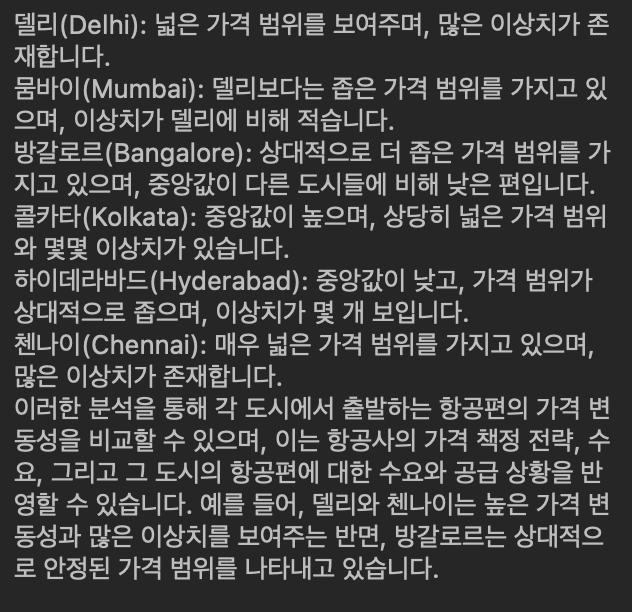 델리(Delhi): 넓은 가격 범위를 보여주며, 많은 이상치가 존
재합니다.
뭄바이(Mumbai): 델리보다는 좁은 가격 범위를 가지고 있
으며, 이상치가 델리에 비해 적습니다.
방갈로르(Bangalore): 상대적으로 더 좁은 가격 범위를 가
지고 있으며, 중앙값이 다른 도시들에 비해 낮은 편입니다.
콜카타(Kolkata): 중앙값이 높으며, 상당히 넓은 가격 범위
와 몇몇 이상치가 있습니다.
하이데라바드(Hyderabad): 중앙값이 낮고, 가격 범위가
상대적으로 좁으며, 이상치가 몇 개 보입니다.
첸나이(Chennai): 매우 넓은 가격 범위를 가지고 있으며,
많은 이상치가 존재합니다.
이러한 분석을 통해 각 도시에서 출발하는 항공편의 가격 변
동성을 비교할 수 있으며, 이는 항공사의 가격 책정 전략, 수
요, 그리고 그 도시의 항공편에 대한 수요와 공급 상황을 반
영할 수 있습니다. 예를 들어, 델리와 첸나이는 높은 가격 변
동성과 많은 이상치를 보여주는 반면, 방갈로르는 상대적으
로 안정된 가격 범위를 나타내고 있습니다.